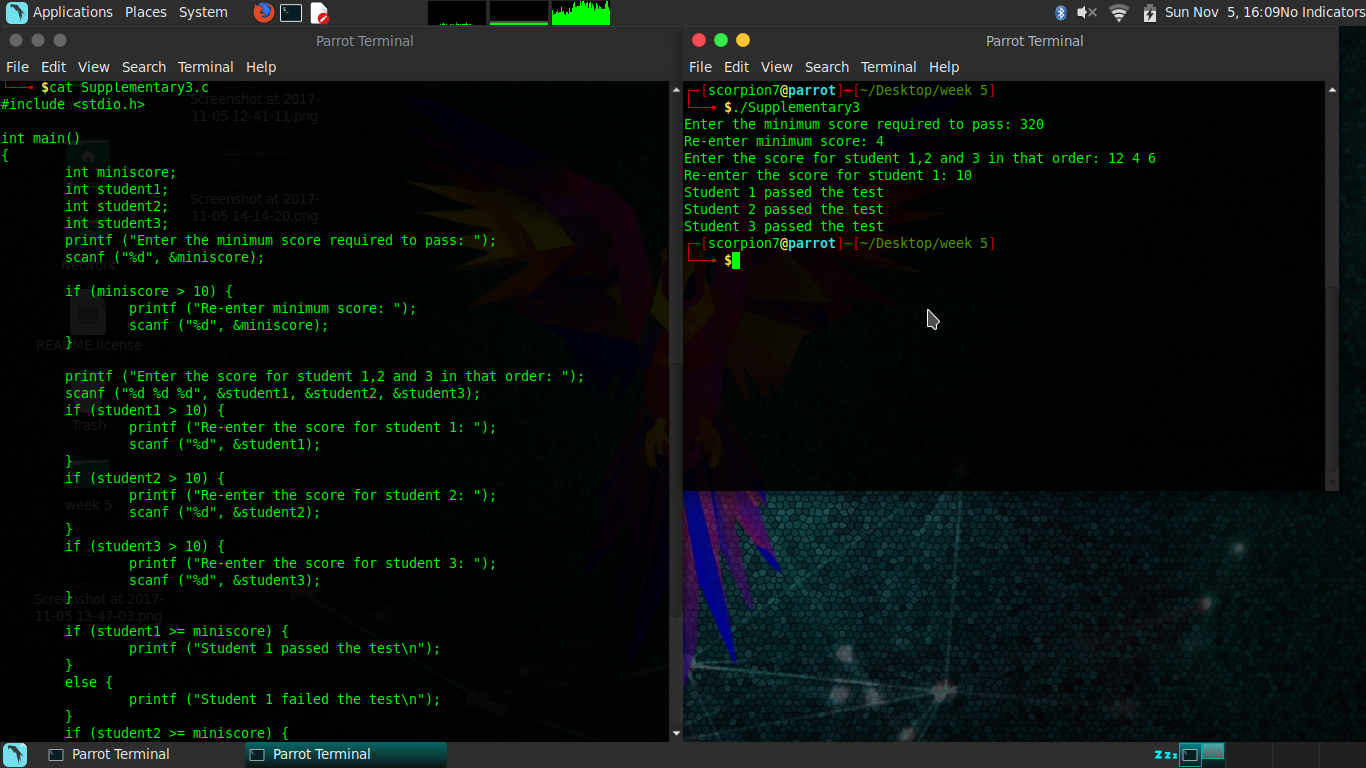 Applications Places System
Sun Nov 5, 16:09No Indicators
Parrot Terminal
File Edit View Search Terminal Help
└──╼ $cat Supplementary3.c
#include <stdio.h>
int main()
{
int miniscore;
int student1;
int student2;
int student3;
printf ("Enter the minimum score required to pass: ");
scanf ("%d", &miniscore);
if (miniscore > 10) {
printf ("Re-enter minimum score: ");
scanf ("%d", &miniscore);
}
printf ("Enter the score for student 1,2 and 3 in that order: ");
scanf ("%d %d %d", &student1, &student2, &student3);
if (student1 > 10) {
printf ("Re-enter the score for student 1: ");
scanf ("%d", &student1);
}
if (student2 > 10) {
printf ("Re-enter the score for student 2: ");
scanf ("%d", &student2);
}
if (student3 > 10) {
printf ("Re-enter the score for student 3: ");
scanf ("%d", &student3);
}
if (student1 >= miniscore) {
printf ("Student 1 passed the test\n");
}
else {
printf ("Student 1 failed the test\n");
}
if (student2 >= miniscore) {
Screenshot at 2017-
11-05 12-41-11.png
Screenshot at 2017-
11-05 14-14-20.png
Network
README.license
Trash
week 5
Screenshot at 2017-
11-05 13-47-03.png
Parrot Terminal
File Edit View Search Terminal Help
┌─[scorpion7@parrot]─[~/Desktop/week 5]
└──╼ $./Supplementary3
Enter the minimum score required to pass: 320
Re-enter minimum score: 4
Enter the score for student 1,2 and 3 in that order: 12 4 6
Re-enter the score for student 1: 10
Student 1 passed the test
Student 2 passed the test
Student 3 passed the test
┌─[scorpion7@parrot]─[~/Desktop/week 5]
└──╼ $
Parrot Terminal
Parrot Terminal
zzz